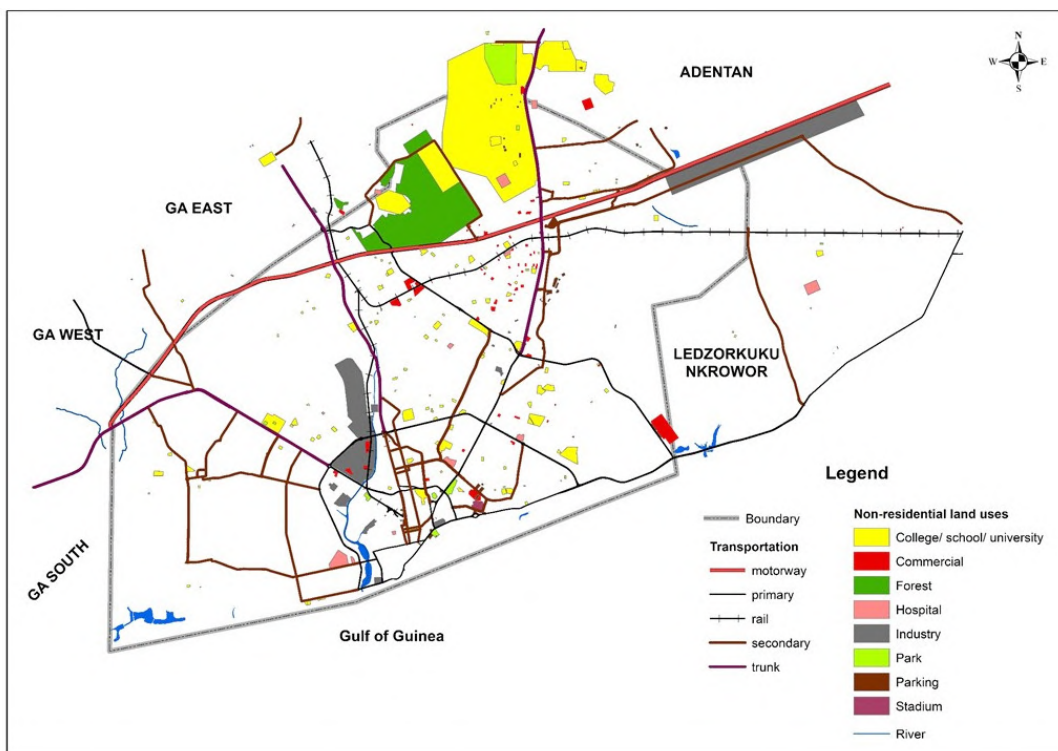 N
W E
S
ADENTAN
GA EAST
GA WEST
LEDZORKUKU
NKROWOR
GA SOUTH
Gulf of Guinea
Legend
Boundary
Transportation
motorway
primary
rail
secondary
trunk
Non-residential land uses
College/ school/ university
Commercial
Forest
Hospital
Industry
Park
Parking
Stadium
River